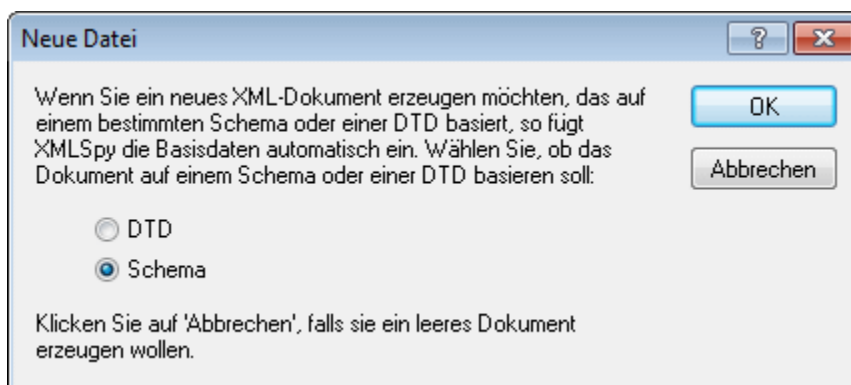 Neue Datei
Wenn Sie ein neues XML-Dokument erzeugen möchten, das auf
einem bestimmten Schema oder einer DTD basiert, so fügt
XMLSpy die Basisdaten automatisch ein. Wählen Sie, ob das
Dokument auf einem Schema oder einer DTD basieren soll:
OK
Abbrechen
DTD
Schema
Klicken Sie auf 'Abbrechen', falls sie ein leeres Dokument
erzeugen wollen.